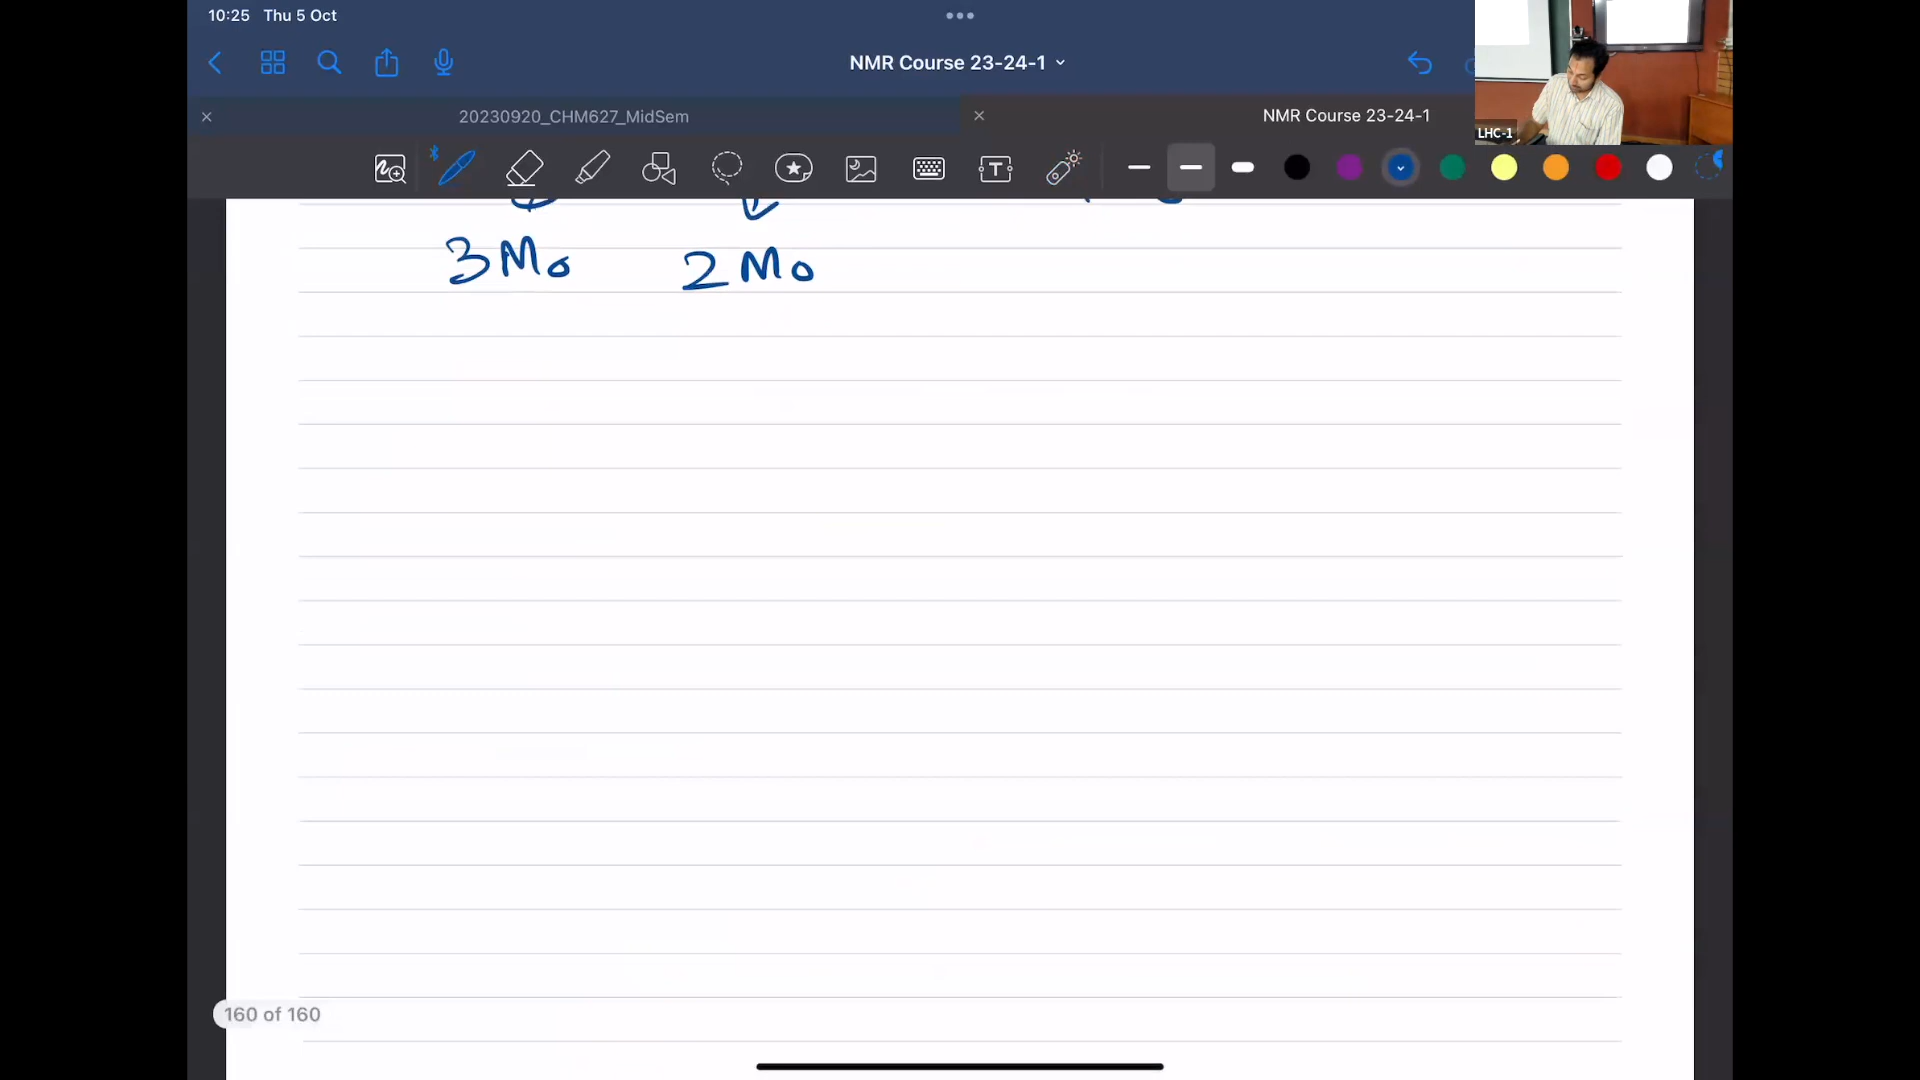 10:25 Thu 5 Oct
NMR Course 23-24-1
20230920_CHM627_MidSem
NMR Course 23-24-1
LHC-1
T
3M₀ 2M₀
160 of 160